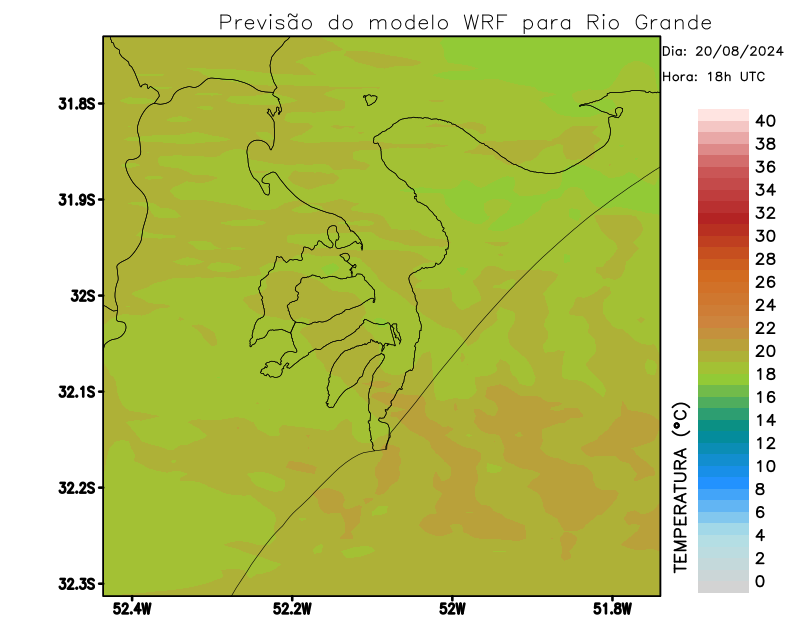 Previsão do modelo WRF para Rio Grande
Dia: 20/08/2024
Hora: 18h UTC
31.8S
31.9S
32S
32.1S
32.2S
32.3S
52.4W
52.2W
52W
51.8W
40
38
36
34
32
30
28
26
24
22
20
18
16
14
12
10
8
6
4
2
0
TEMPERATURA (°C)